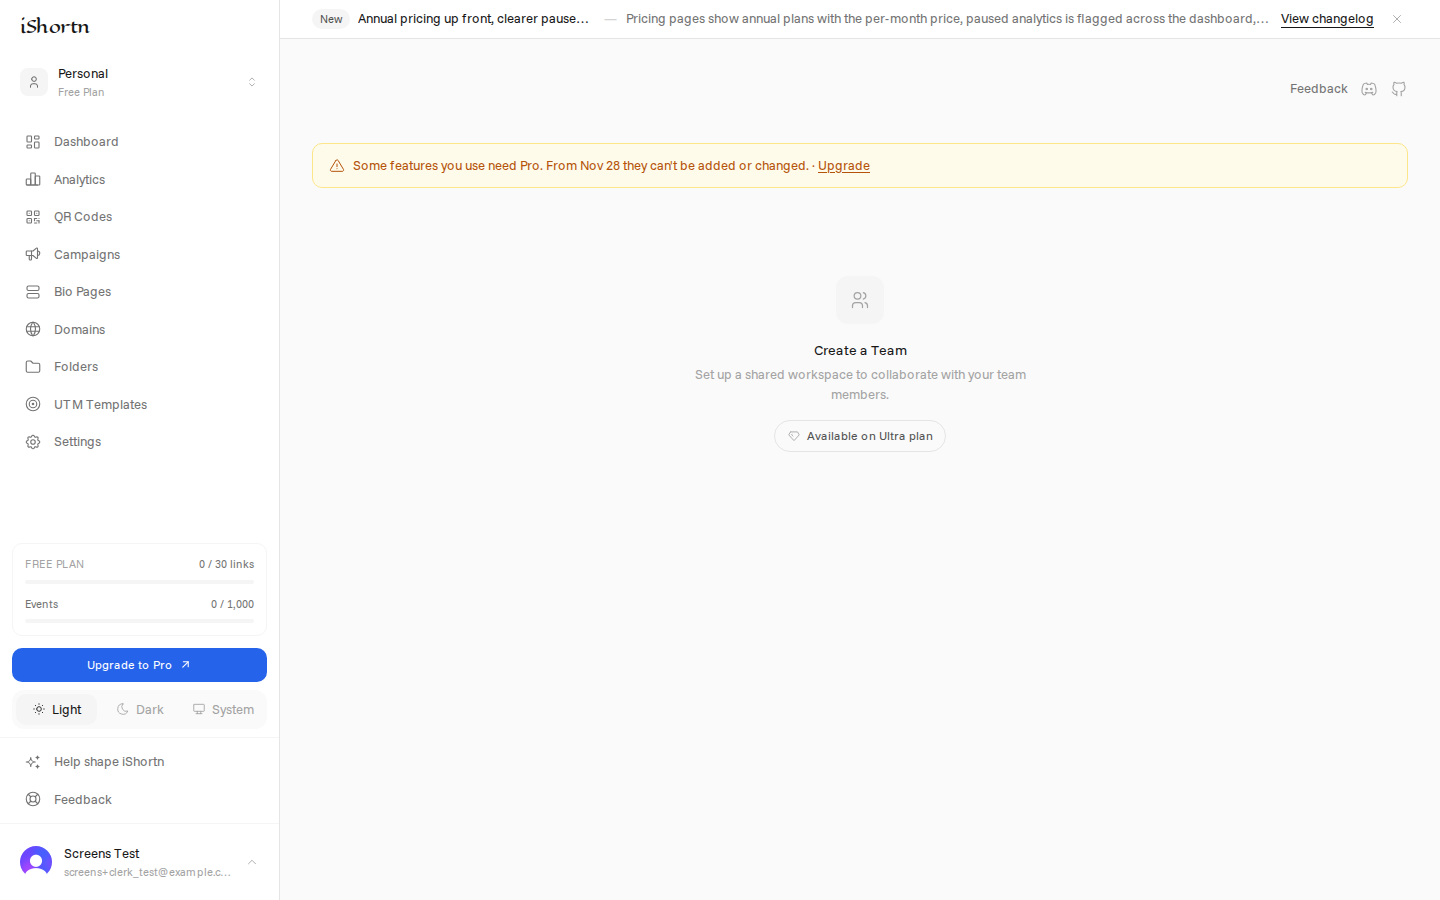 iShortn
Personal
Free Plan
Dashboard
Analytics
QR Codes
Campaigns
Bio Pages
Domains
Folders
UTM Templates
Settings
FREE PLAN 0 / 30 links
Events 0 / 1,000
Upgrade to Pro
Light Dark System
Help shape iShortn
Feedback
Screens Test
screens+clerk_test@example.c...
New Annual pricing up front, clearer pause... — Pricing pages show annual plans with the per-month price, paused analytics is flagged across the dashboard,... View changelog
Feedback
Some features you use need Pro. From Nov 28 they can't be added or changed. · Upgrade
Create a Team
Set up a shared workspace to collaborate with your team
members.
Available on Ultra plan